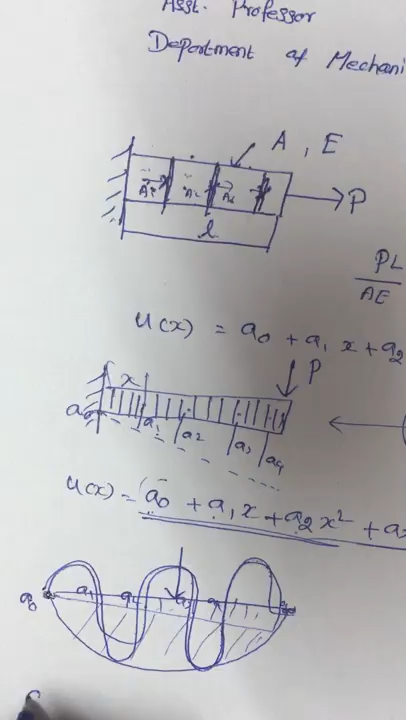 Asst. Professor
Department of Mechani
A , E
P
l
PL
AE
U(x) = a0 + a1 x + a2
x
P
a0
a1
a2
a3
a4
U(x) = (a0 + a1 x + a2 x²
a0